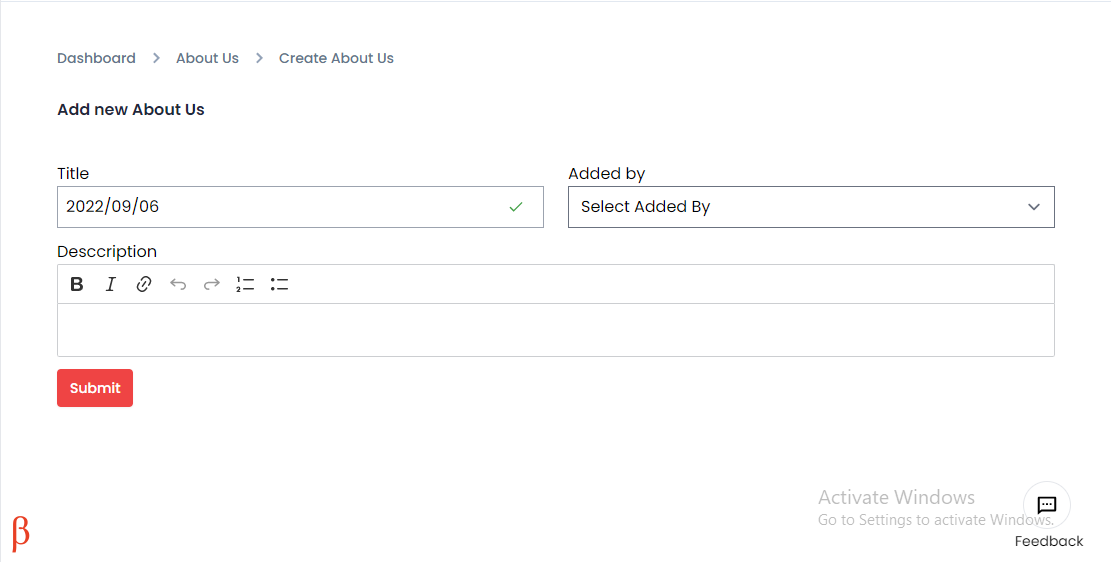 Dashboard > About Us > Create About Us
Add new About Us
Title
Added by
2022/09/06
Select Added By
Desccription
B I
Submit
Activate Windows
Go to Settings to activate Windows.
Feedback
β